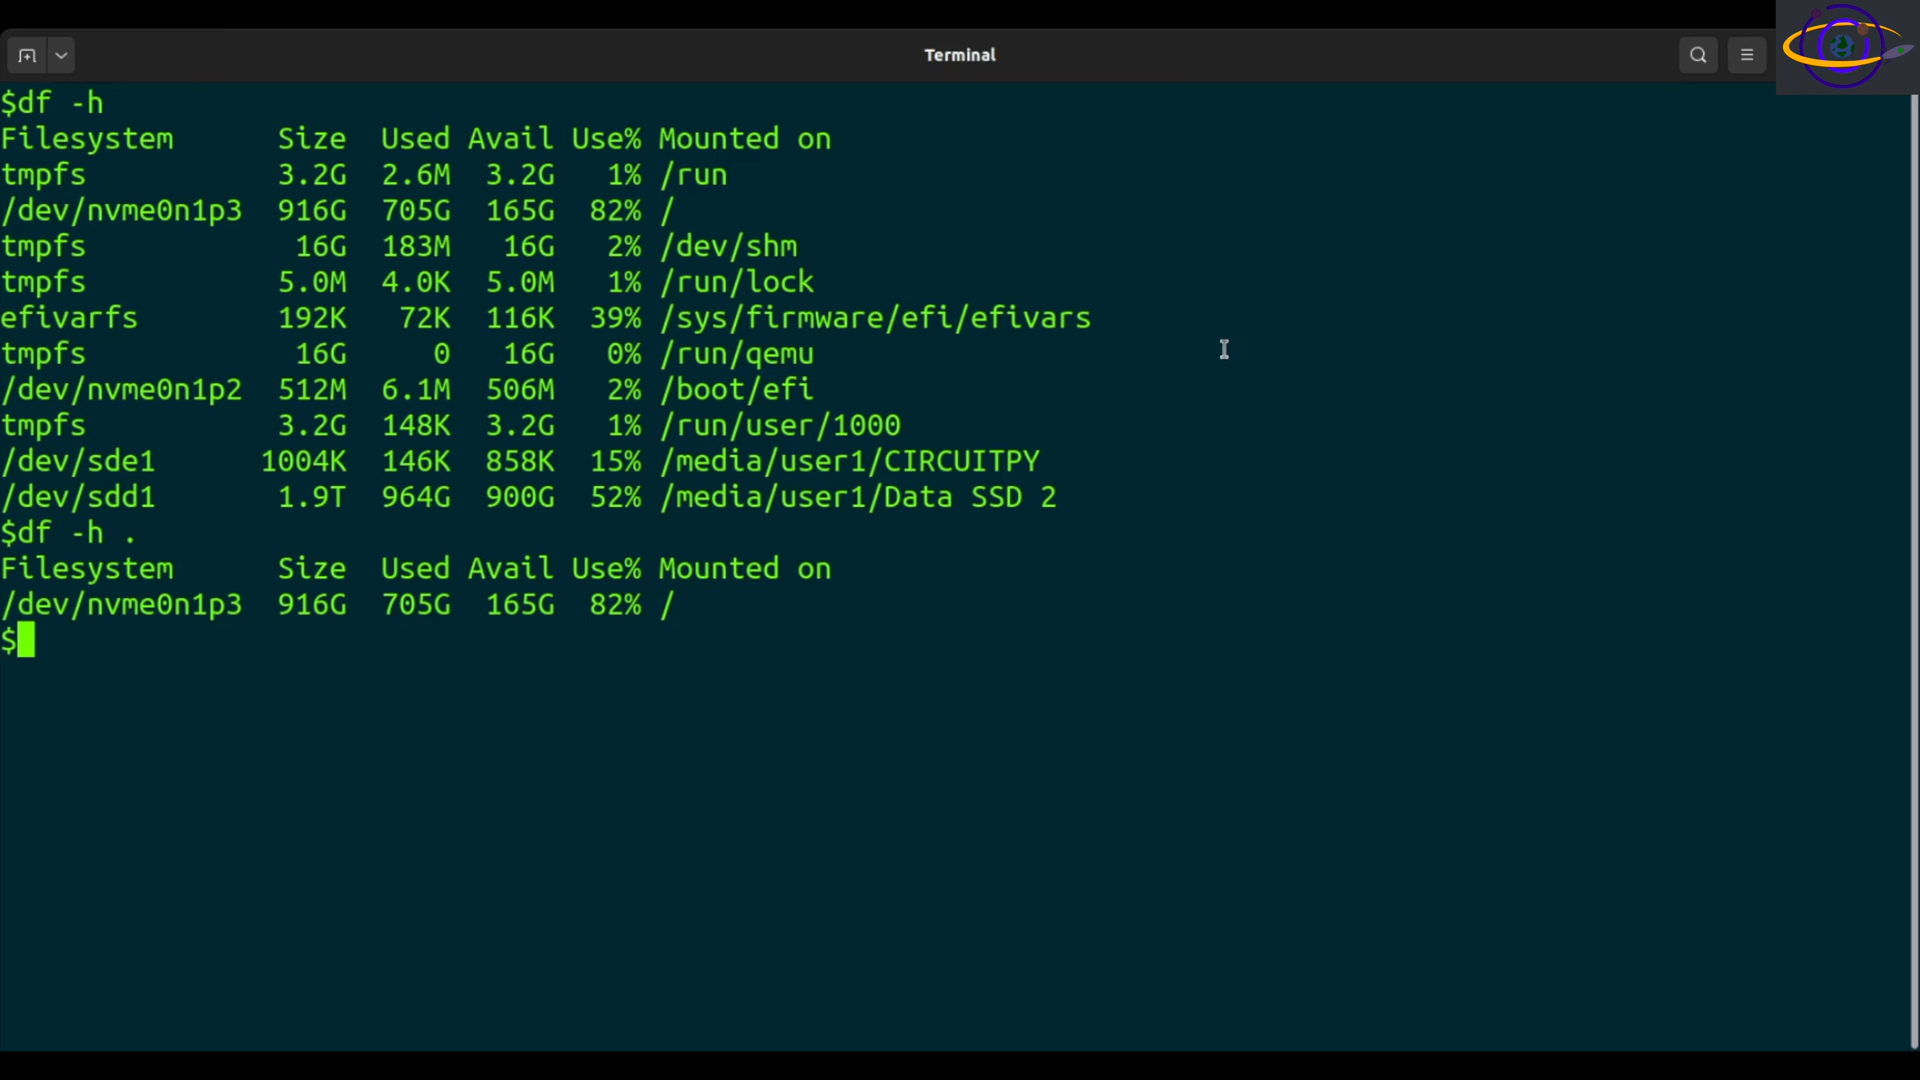 Terminal
$df -h
Filesystem      Size  Used Avail Use% Mounted on
tmpfs           3.2G  2.6M  3.2G   1% /run
/dev/nvme0n1p3  916G  705G  165G  82% /
tmpfs            16G  183M   16G   2% /dev/shm
tmpfs           5.0M  4.0K  5.0M   1% /run/lock
efivarfs        192K   72K  116K  39% /sys/firmware/efi/efivars
tmpfs            16G     0   16G   0% /run/qemu
/dev/nvme0n1p2  512M  6.1M  506M   2% /boot/efi
tmpfs           3.2G  148K  3.2G   1% /run/user/1000
/dev/sde1      1004K  146K  858K  15% /media/user1/CIRCUITPY
/dev/sdd1       1.9T  964G  900G  52% /media/user1/Data SSD 2
$df -h .
Filesystem      Size  Used Avail Use% Mounted on
/dev/nvme0n1p3  916G  705G  165G  82% /
$